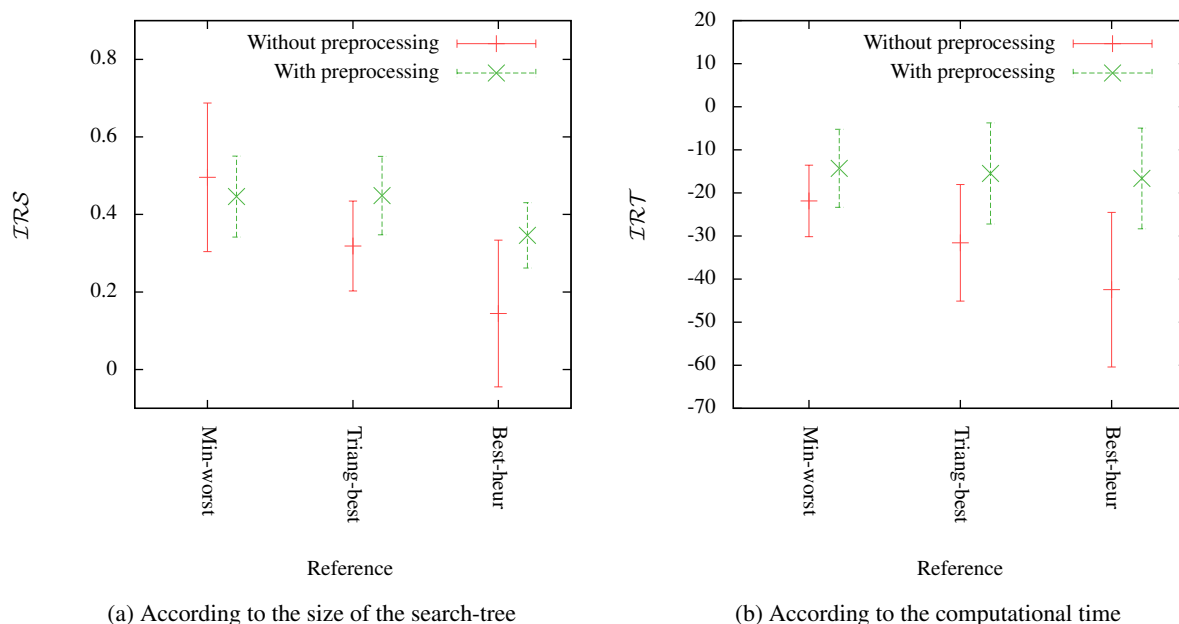 Without preprocessing
With preprocessing
0.8
0.6
0.4
0.2
0
IRS
Min-worst
Triang-best
Best-heur
Reference
(a) According to the size of the search-tree
Without preprocessing
With preprocessing
20
10
0
-10
-20
-30
-40
-50
-60
-70
IRT
Min-worst
Triang-best
Best-heur
Reference
(b) According to the computational time